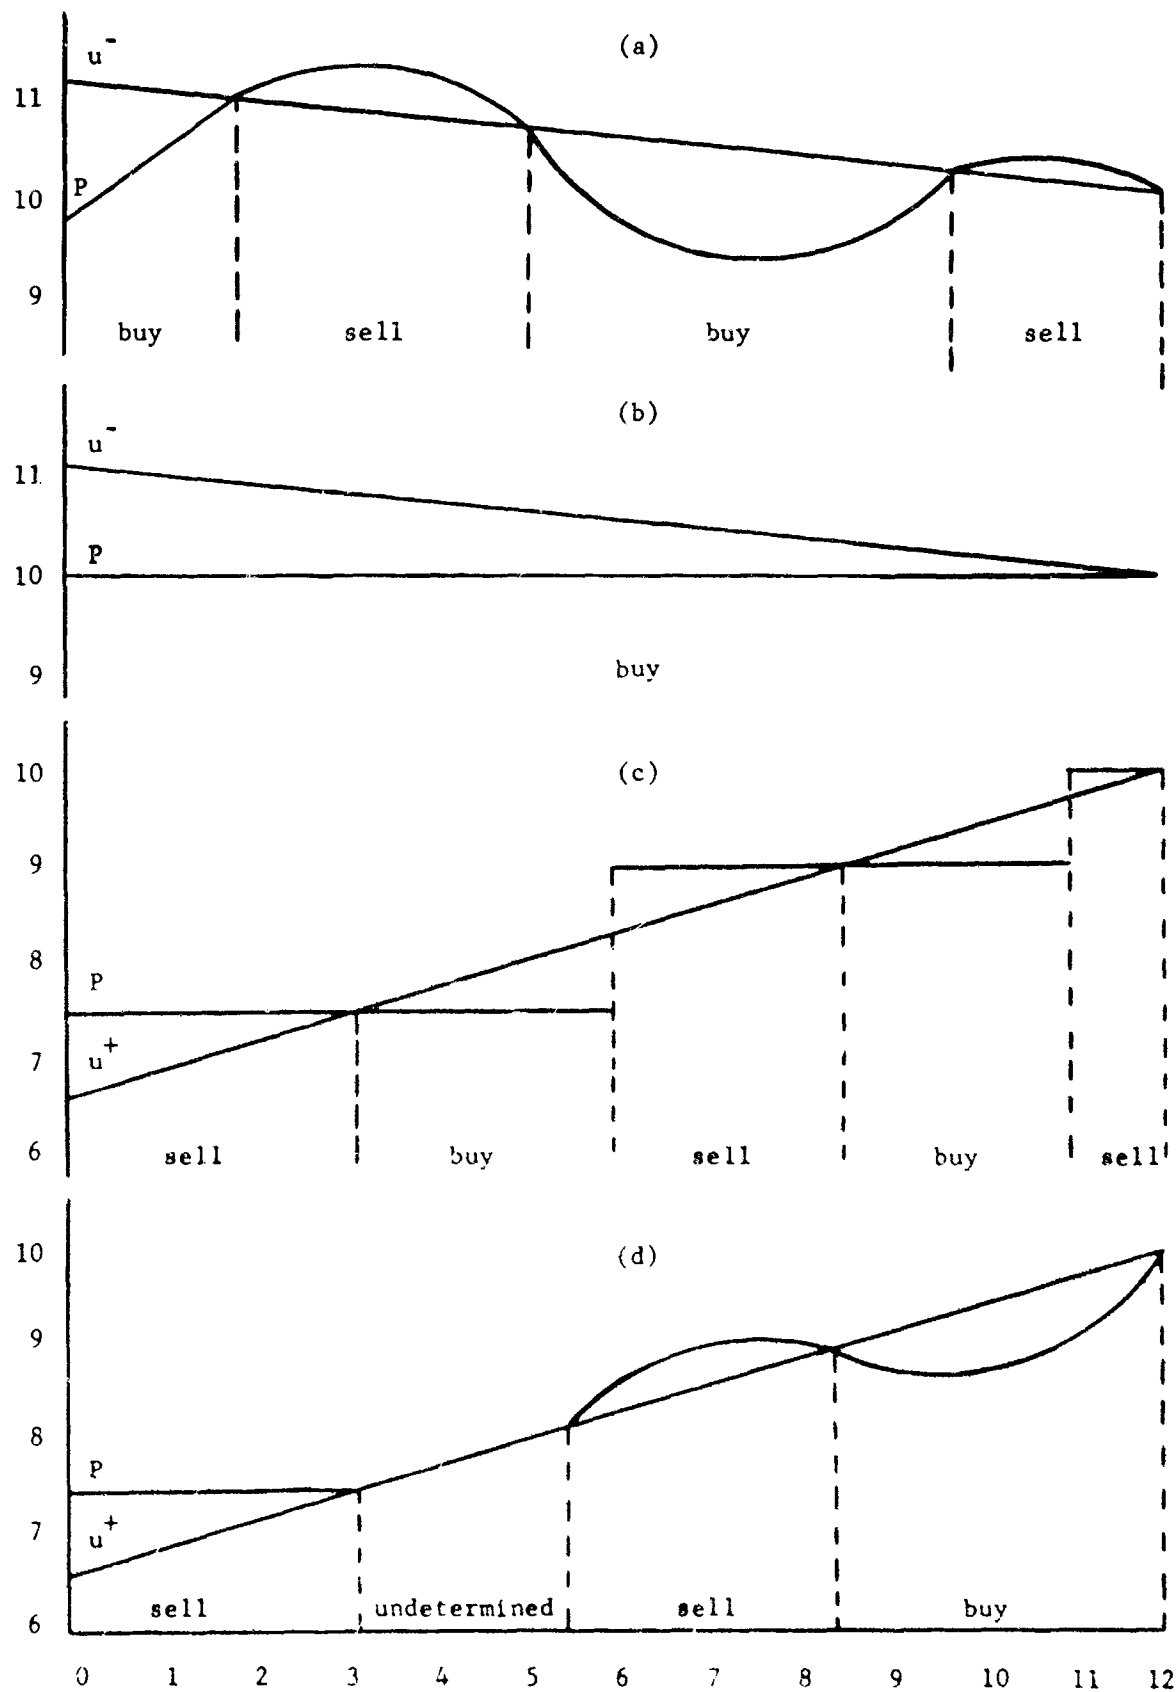 (a)
u⁻
11
P
10
9
buy sell buy sell
(b)
u⁻
11
P
10
9
buy
(c)
10
9
8
P
7
u⁺
6
sell buy sell buy sell
(d)
10
9
8
P
7
u⁺
6
sell undetermined sell buy
0 1 2 3 4 5 6 7 8 9 10 11 12